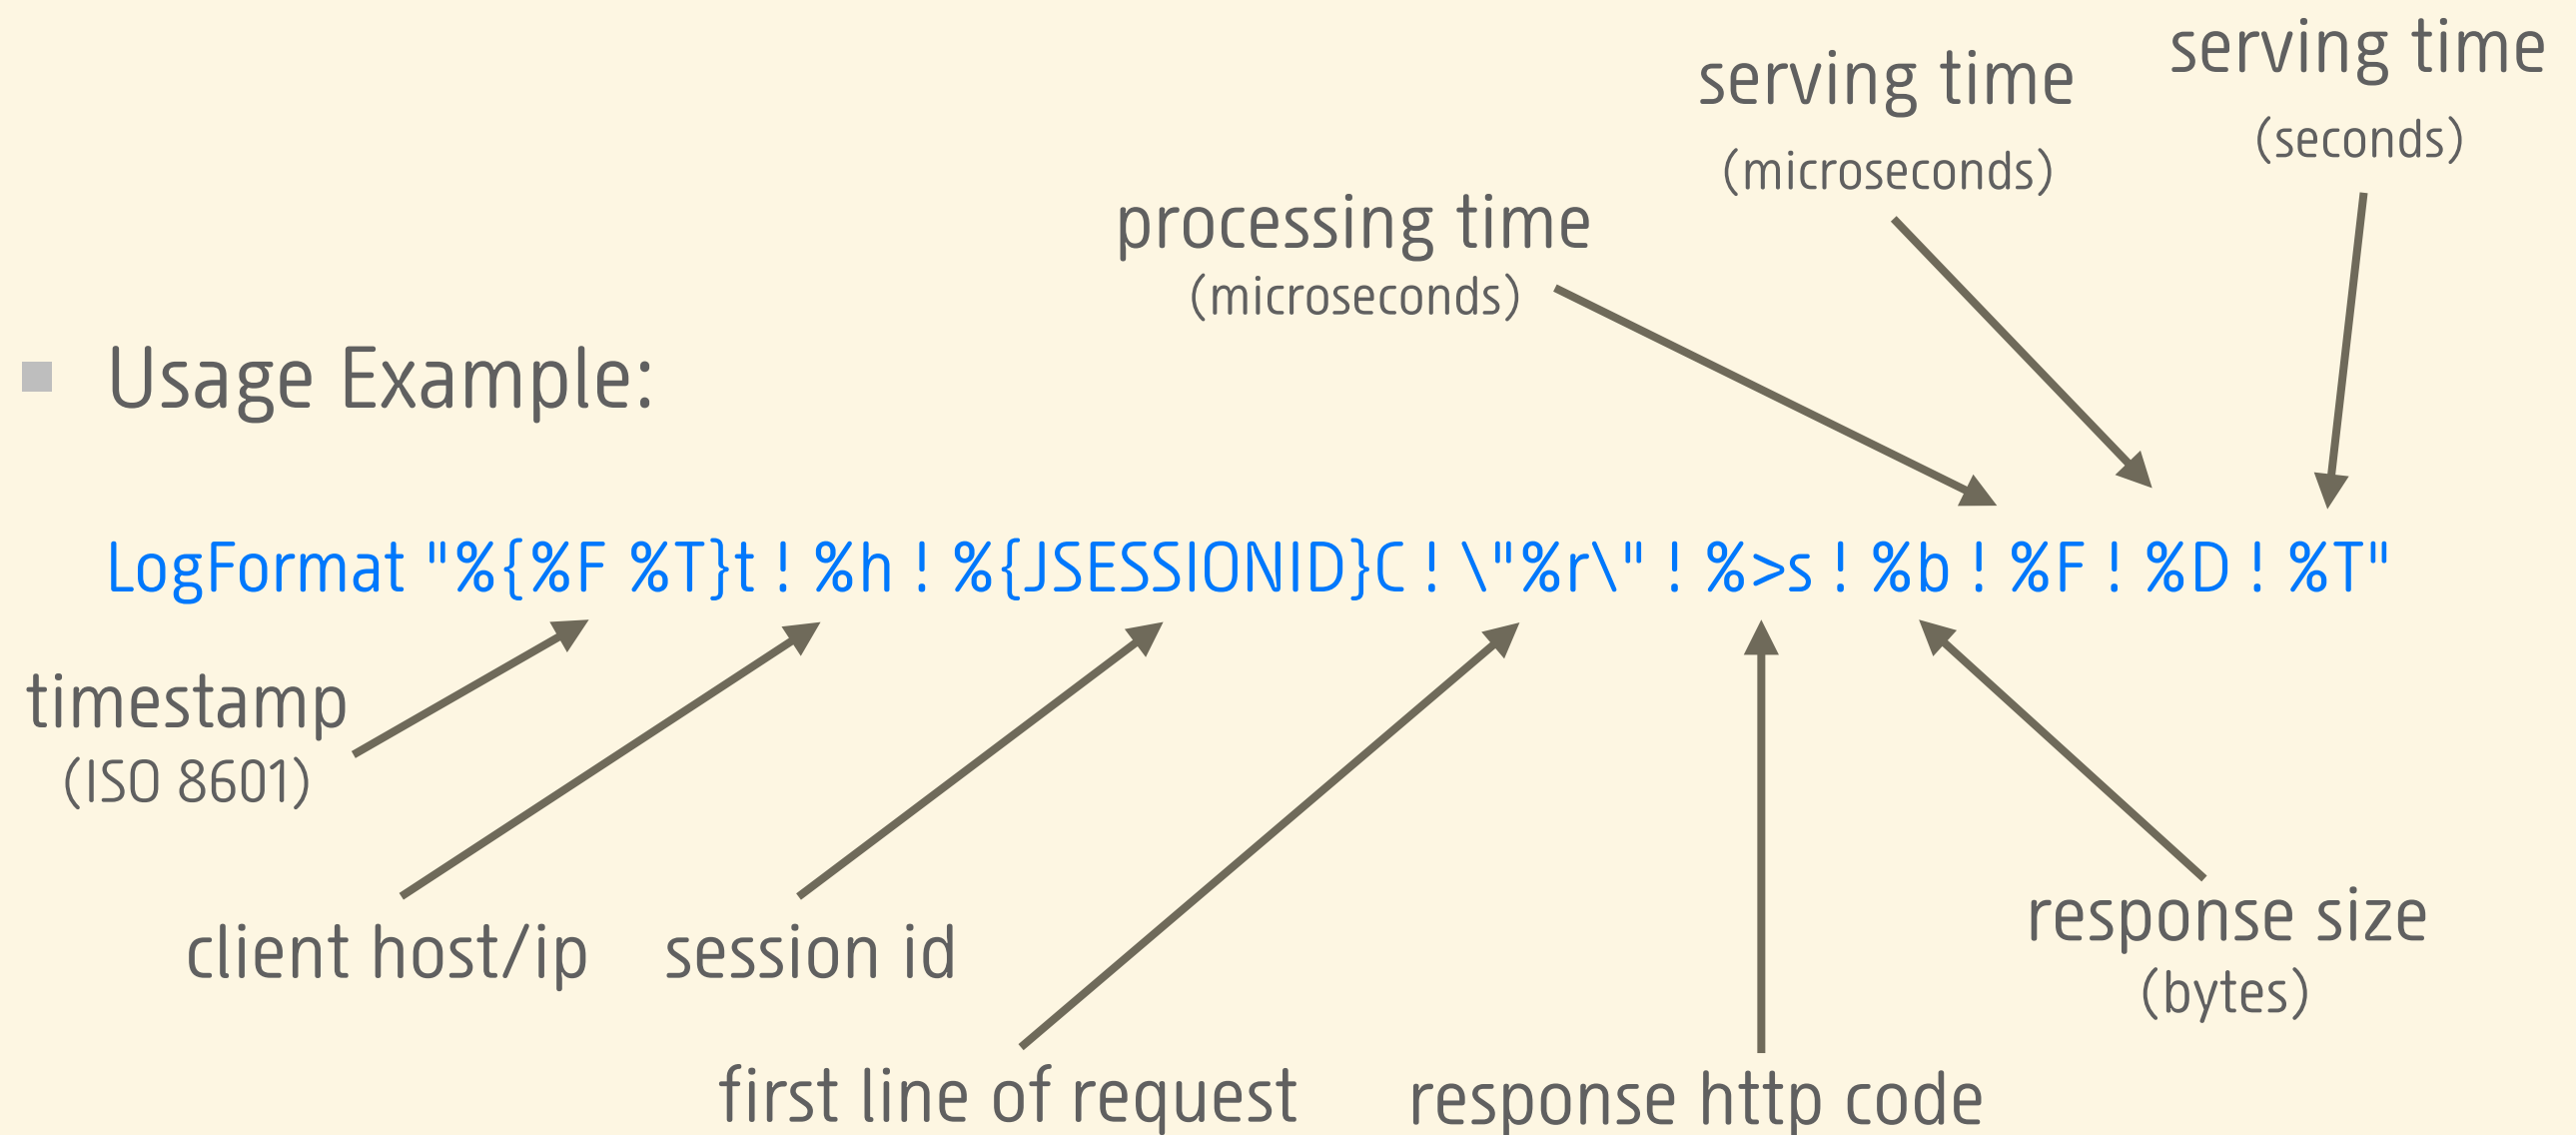 serving time
(seconds)
serving time
(microseconds)
processing time
(microseconds)
Usage Example:
LogFormat "%{%F %T}t ! %h ! %{JSESSIONID}C ! \"%r\" ! %>s ! %b ! %F ! %D ! %T"
timestamp
(ISO 8601)
client host/ip
session id
response size
(bytes)
first line of request
response http code